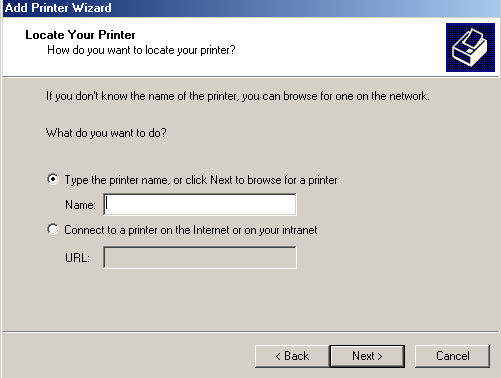 Add Printer Wizard
Locate Your Printer
How do you want to locate your printer?
If you don't know the name of the printer, you can browse for one on the network.
What do you want to do?
Type the printer name, or click Next to browse for a printer
Name:
Connect to a printer on the Internet or on your intranet
URL:
< Back Next > Cancel